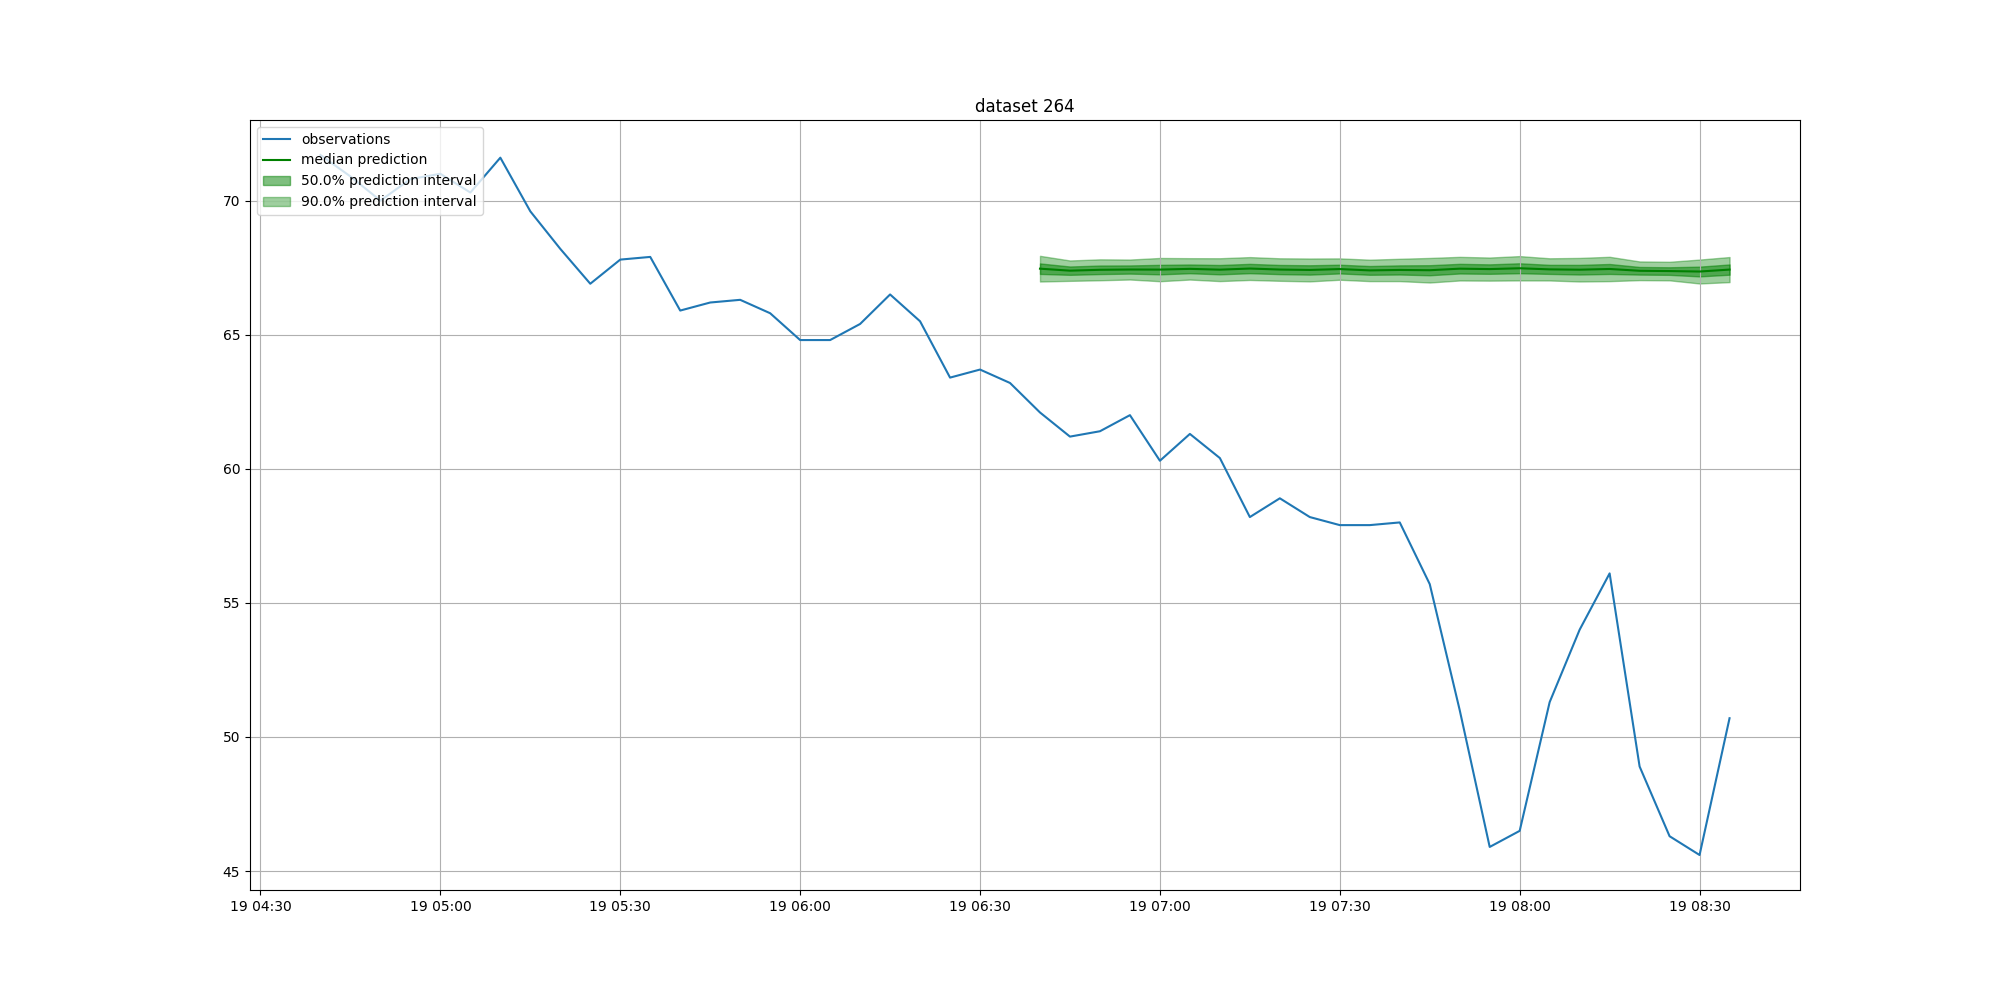 dataset 264
observations
median prediction
50.0% prediction interval
90.0% prediction interval
70
65
60
55
50
45
19 04:30 19 05:00 19 05:30 19 06:00 19 06:30 19 07:00 19 07:30 19 08:00 19 08:30